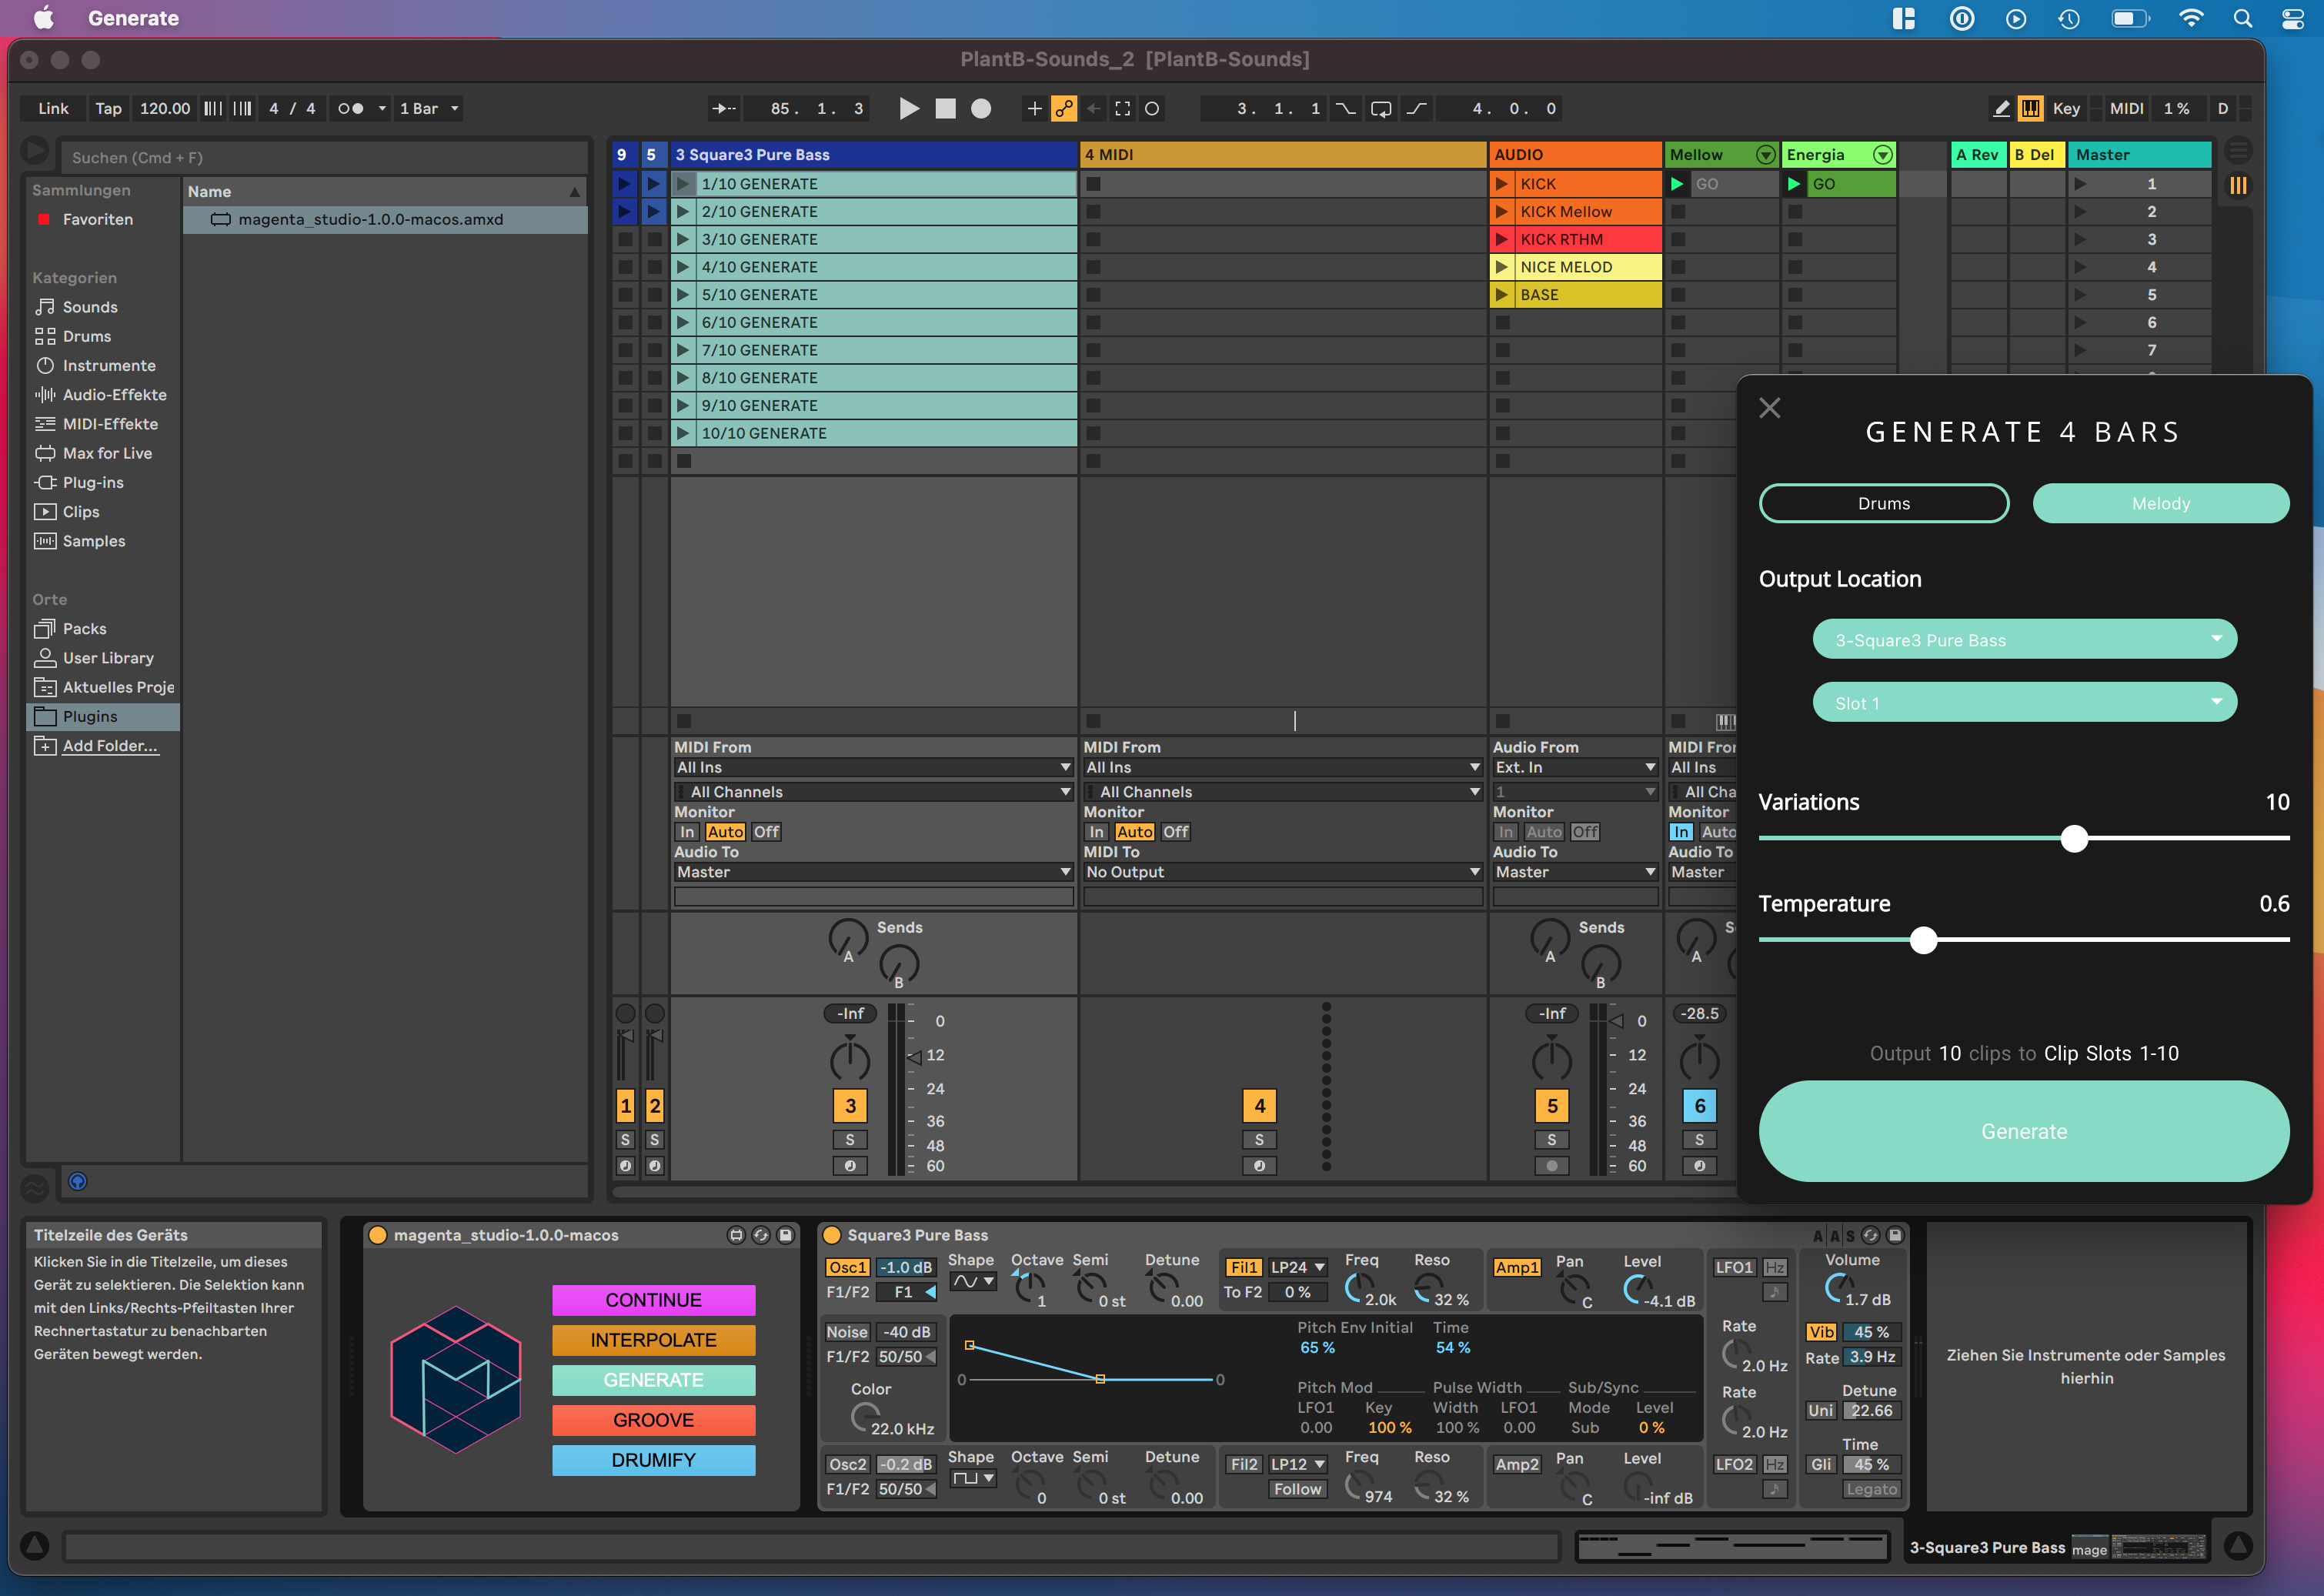 Generate
PlantB-Sounds_2 [PlantB-Sounds]
Link
Tap
120.00
4 / 4
1 Bar
85. 1. 3
3. 1. 1
4. 0. 0
Key
MIDI
1 %
D
Suchen (Cmd + F)
Sammlungen
Favoriten
Kategorien
Sounds
Drums
Instrumente
Audio-Effekte
MIDI-Effekte
Max for Live
Plug-ins
Clips
Samples
Orte
Packs
User Library
Aktuelles Proje
Plugins
Add Folder...
Name
magenta_studio-1.0.0-macos.amxd
9
5
3 Square3 Pure Bass
4 MIDI
AUDIO
Mellow
Energia
A Rev
B Del
Master
1/10 GENERATE
KICK
GO
GO
1
2/10 GENERATE
KICK Mellow
2
3/10 GENERATE
KICK RTHM
3
4/10 GENERATE
NICE MELOD
4
5/10 GENERATE
BASE
5
6/10 GENERATE
6
7/10 GENERATE
7
8/10 GENERATE
9/10 GENERATE
10/10 GENERATE
MIDI From
All Ins
All Channels
Monitor
In Auto Off
Audio To
Master
Sends
A
B
-Inf
0
12
24
36
48
60
1
S
2
S
3
S
MIDI From
All Ins
All Channels
Monitor
In Auto Off
MIDI To
No Output
4
S
Audio From
Ext. In
1
Monitor
In Auto Off
Audio To
Master
Sends
A
B
-Inf
0
12
24
36
48
60
5
S
MIDI From
All Ins
All Cha
Monitor
In Auto
Audio To
Master
S
A
-28.5
6
S
GENERATE 4 BARS
Drums
Melody
Output Location
3-Square3 Pure Bass
Slot 1
Variations
10
Temperature
0.6
Output 10 clips to Clip Slots 1-10
Generate
Titelzeile des Geräts
Klicken Sie in die Titelzeile, um dieses
Gerät zu selektieren. Die Selektion kann
mit den Links/Rechts-Pfeiltasten Ihrer
Rechnertastatur zu benachbarten
Geräten bewegt werden.
magenta_studio-1.0.0-macos
CONTINUE
INTERPOLATE
GENERATE
GROOVE
DRUMIFY
Square3 Pure Bass
A A S
Osc1 -1.0 dB
F1/F2 F1
Shape
Octave
1
Semi
0 st
Detune
0.00
Fil1 LP24
To F2 0 %
Freq
2.0k
Reso
32 %
Amp1
Pan
C
Level
-4.1 dB
LFO1 Hz
Volume
1.7 dB
Noise -40 dB
F1/F2 50/50
Color
22.0 kHz
0
0
Pitch Env Initial
65 %
Time
54 %
Pitch Mod
LFO1
0.00
Key
100 %
Pulse Width
Width
100 %
LFO1
0.00
Sub/Sync
Mode
Sub
Level
0 %
Rate
2.0 Hz
Rate
2.0 Hz
Vib 45 %
Rate 3.9 Hz
Detune
Uni 22.66
Time
Gli 45 %
Legato
Osc2 -0.2 dB
F1/F2 50/50
Shape
Octave
0
Semi
0 st
Detune
0.00
Fil2 LP12
Follow
Freq
974
Reso
32 %
Amp2
Pan
C
Level
-inf dB
LFO2 Hz
Ziehen Sie Instrumente oder Samples
hierhin
3-Square3 Pure Bass
mage